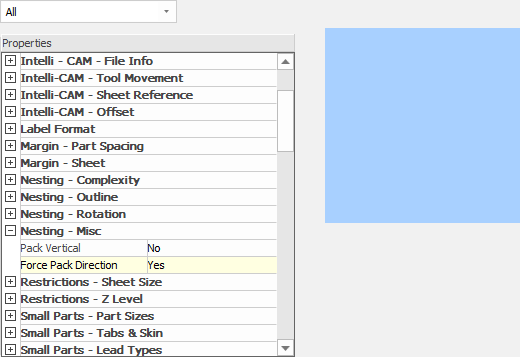 All
Properties
Intelli - CAM - File Info
Intelli-CAM - Tool Movement
Intelli-CAM - Sheet Reference
Intelli-CAM - Offset
Label Format
Margin - Part Spacing
Margin - Sheet
Nesting - Complexity
Nesting - Outline
Nesting - Rotation
Nesting - Misc
Pack Vertical No
Force Pack Direction Yes
Restrictions - Sheet Size
Restrictions - Z Level
Small Parts - Part Sizes
Small Parts - Tabs & Skin
Small Parts - Lead Types